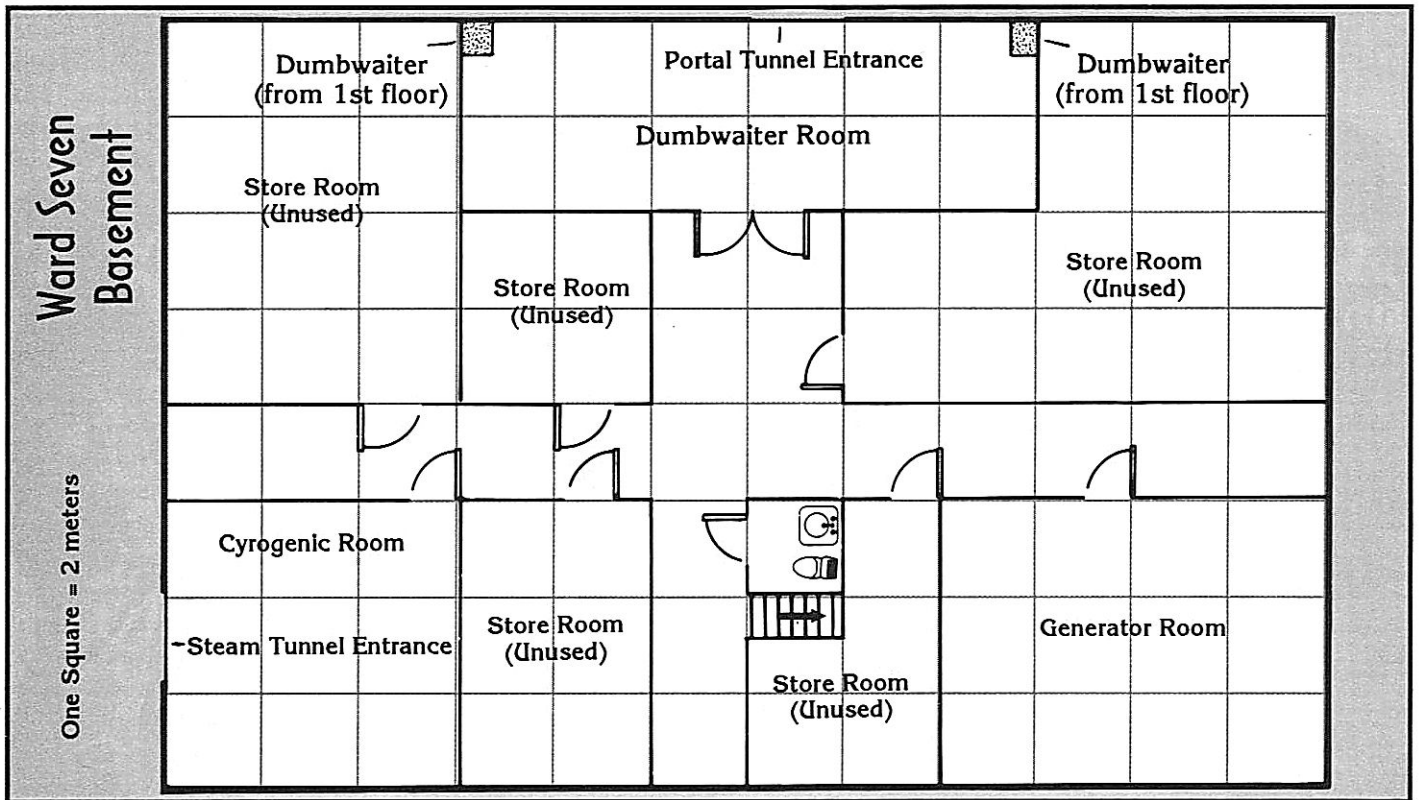 Ward Seven
Basement
One Square = 2 meters
Dumbwaiter
(from 1st floor)
Portal Tunnel Entrance
Dumbwaiter
(from 1st floor)
Dumbwaiter Room
Store Room
(Unused)
Store Room
(Unused)
Store Room
(Unused)
Cyrogenic Room
Steam Tunnel Entrance
Store Room
(Unused)
Generator Room
Store Room
(Unused)